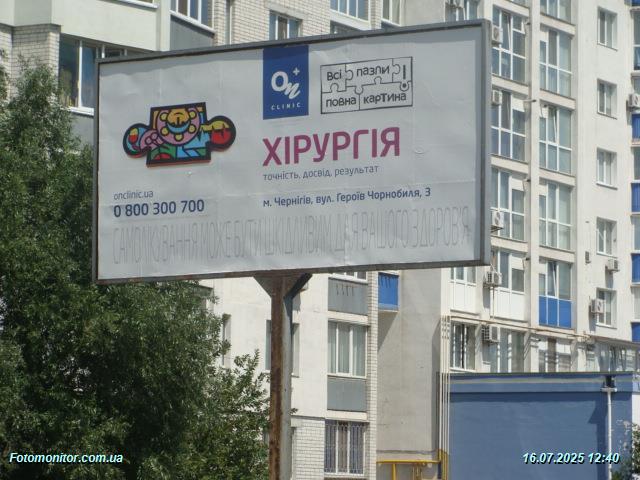 On+
CLINIC
Всі пазли
повна картина
ХІРУРГІЯ
точність, досвід, результат
onclinic.ua
0 800 300 700
м. Чернігів, вул. Героїв Чорнобиля, 3
САМОЛІКУВАННЯ МОЖЕ БУТИ ШКІДЛИВИМ ДЛЯ ВАШОГО ЗДОРОВ'Я
Fotomonitor.com.ua
16.07.2025 12:40